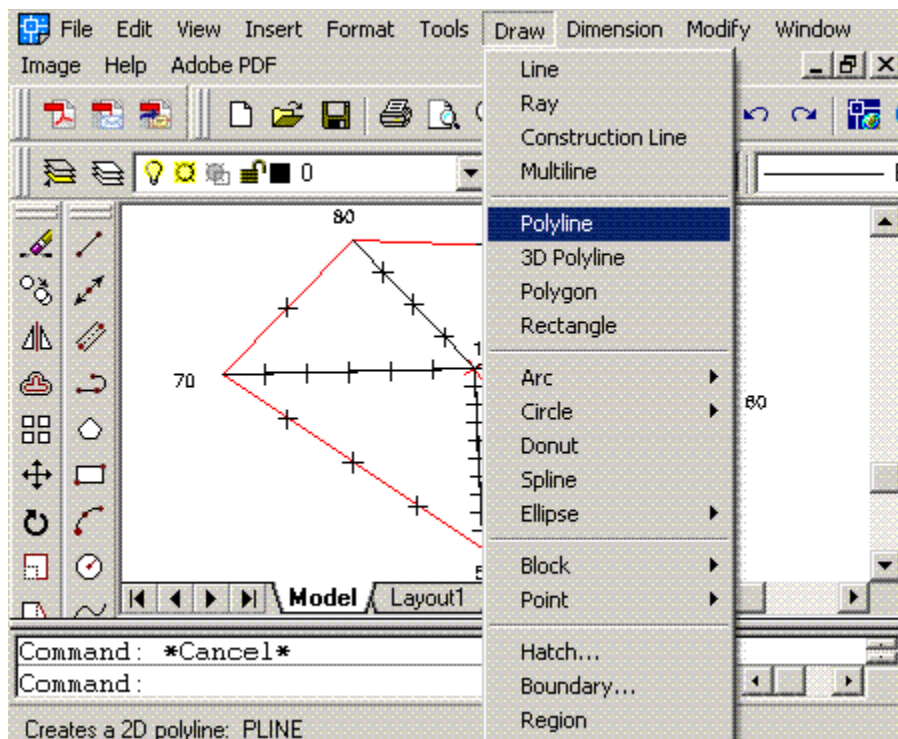 File Edit View Insert Format Tools Draw Dimension Modify Window
Image Help Adobe PDF
0
80
70
60
Line
Ray
Construction Line
Multiline
Polyline
3D Polyline
Polygon
Rectangle
Arc
Circle
Donut
Spline
Ellipse
Block
Point
Hatch...
Boundary...
Region
Model Layout1
Command: *Cancel*
Command:
Creates a 2D polyline: PLINE